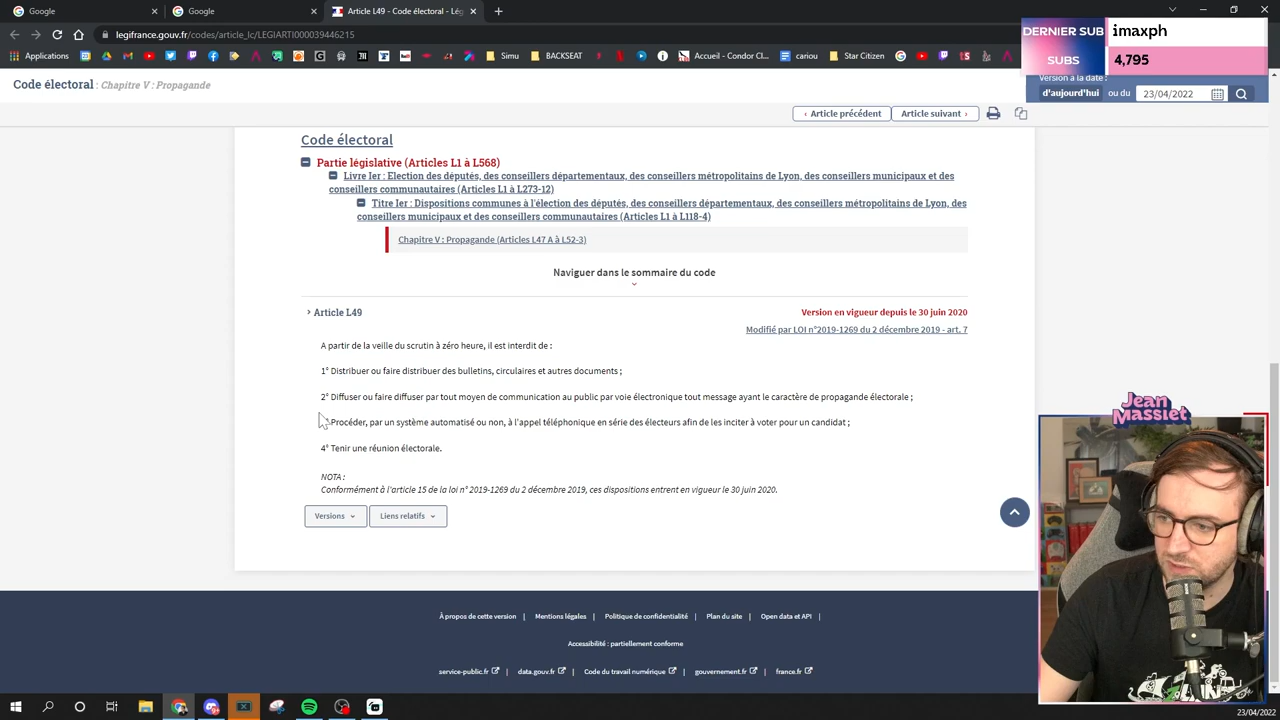 Google
Google
Article L49 - Code électoral - Lég
legifrance.gouv.fr/codes/article_lc/LEGIARTI000039446215
Applications
Simu
BACKSEAT
Accueil - Condor Cl...
cariou
Star Citizen
DERNIER SUB
imaxph
SUBS
4,795
Code électoral : Chapitre V : Propagande
Version à la date :
d'aujourd'hui ou du 23/04/2022
‹ Article précédent
Article suivant ›
Code électoral
Partie législative (Articles L1 à L568)
Livre Ier : Election des députés, des conseillers départementaux, des conseillers métropolitains de Lyon, des conseillers municipaux et des
conseillers communautaires (Articles L1 à L273-12)
Titre Ier : Dispositions communes à l'élection des députés, des conseillers départementaux, des conseillers métropolitains de Lyon, des
conseillers municipaux et des conseillers communautaires (Articles L1 à L118-4)
Chapitre V : Propagande (Articles L47 A à L52-3)
Naviguer dans le sommaire du code
Article L49
Version en vigueur depuis le 30 juin 2020
Modifié par LOI n°2019-1269 du 2 décembre 2019 - art. 7
A partir de la veille du scrutin à zéro heure, il est interdit de :
1° Distribuer ou faire distribuer des bulletins, circulaires et autres documents ;
2° Diffuser ou faire diffuser par tout moyen de communication au public par voie électronique tout message ayant le caractère de propagande électorale ;
Procéder, par un système automatisé ou non, à l'appel téléphonique en série des électeurs afin de les inciter à voter pour un candidat ;
4° Tenir une réunion électorale.
NOTA :
Conformément à l'article 15 de la loi n° 2019-1269 du 2 décembre 2019, ces dispositions entrent en vigueur le 30 juin 2020.
Versions
Liens relatifs
Jean
Massiet
À propos de cette version | Mentions légales | Politique de confidentialité | Plan du site | Open data et API |
Accessibilité : partiellement conforme
service-public.fr | data.gouv.fr | Code du travail numérique | gouvernement.fr | france.fr
23/04/2022